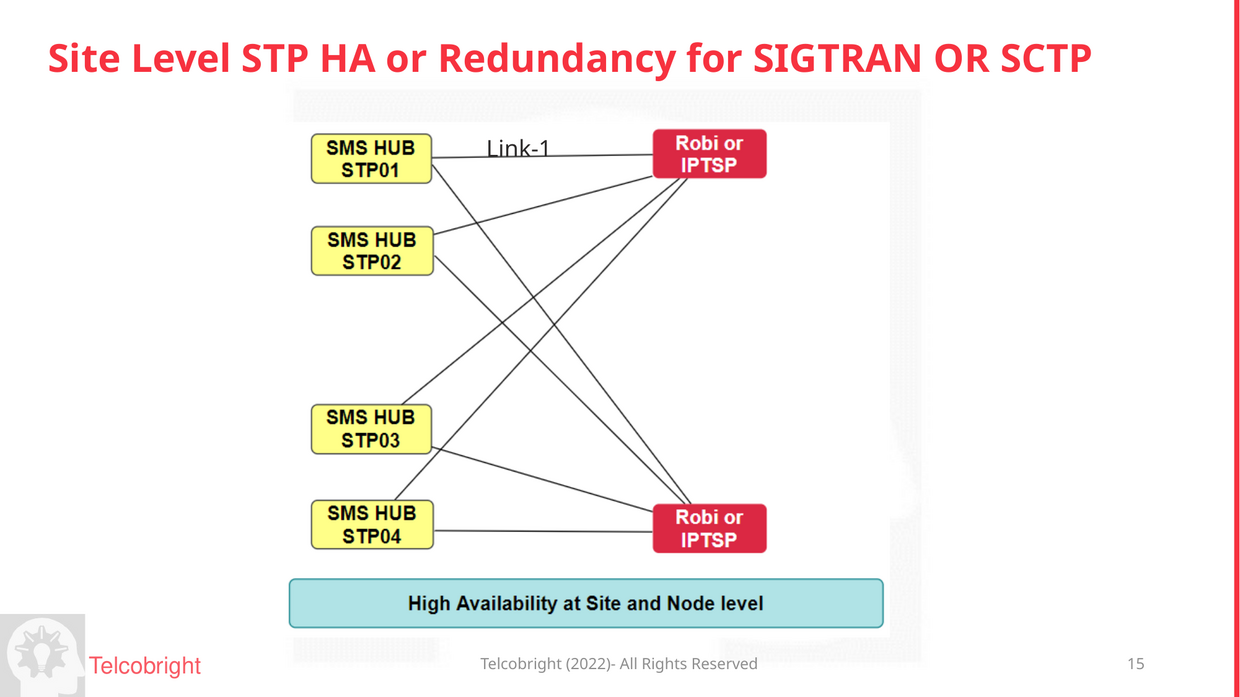 Site Level STP HA or Redundancy for SIGTRAN OR SCTP
SMS HUB
STP01
Link-1
Robi or
IPTSP
SMS HUB
STP02
SMS HUB
STP03
SMS HUB
STP04
Robi or
IPTSP
High Availability at Site and Node level
Telcobright
Telcobright (2022)- All Rights Reserved
15